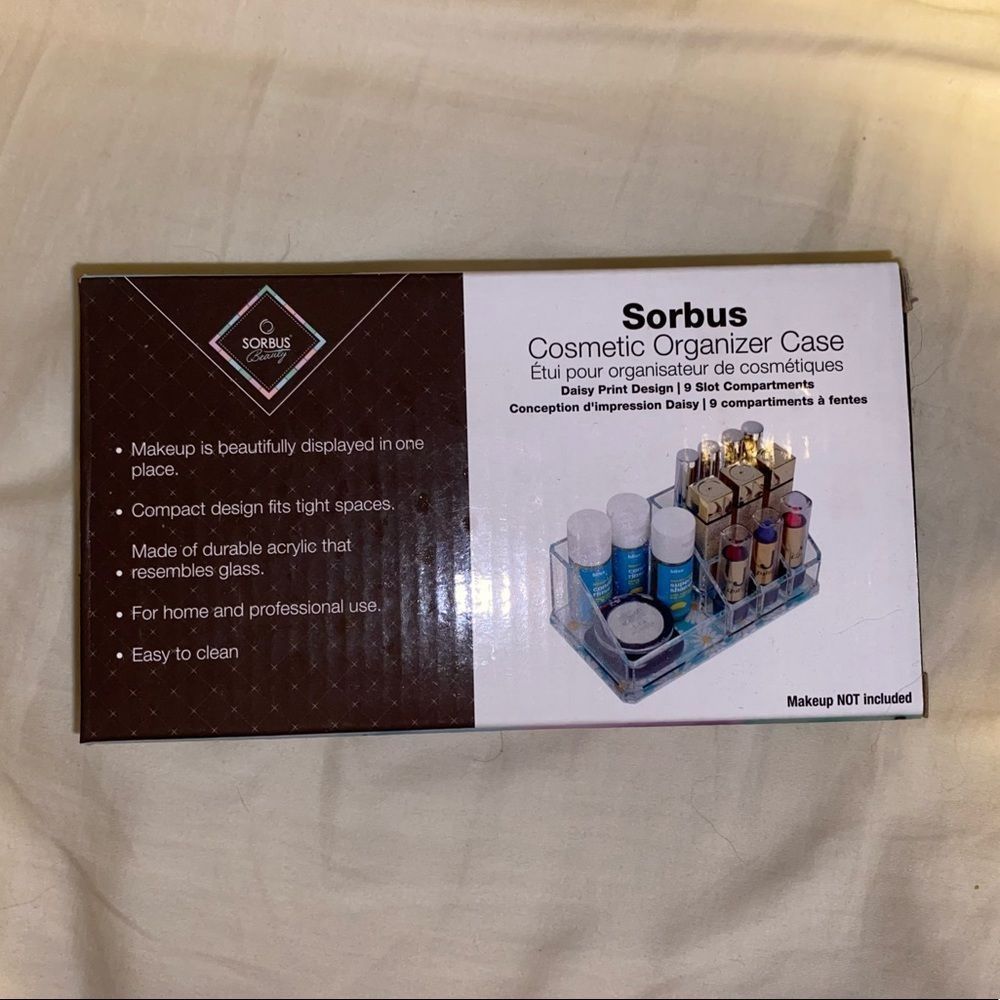 SORBUS®
Beauty
• Makeup is beautifully displayed in one
place.
• Compact design fits tight spaces.
Made of durable acrylic that
• resembles glass.
• For home and professional use.
• Easy to clean
Sorbus
Cosmetic Organizer Case
Étui pour organisateur de cosmétiques
Daisy Print Design | 9 Slot Compartments
Conception d'impression Daisy | 9 compartiments à fentes
Makeup NOT included